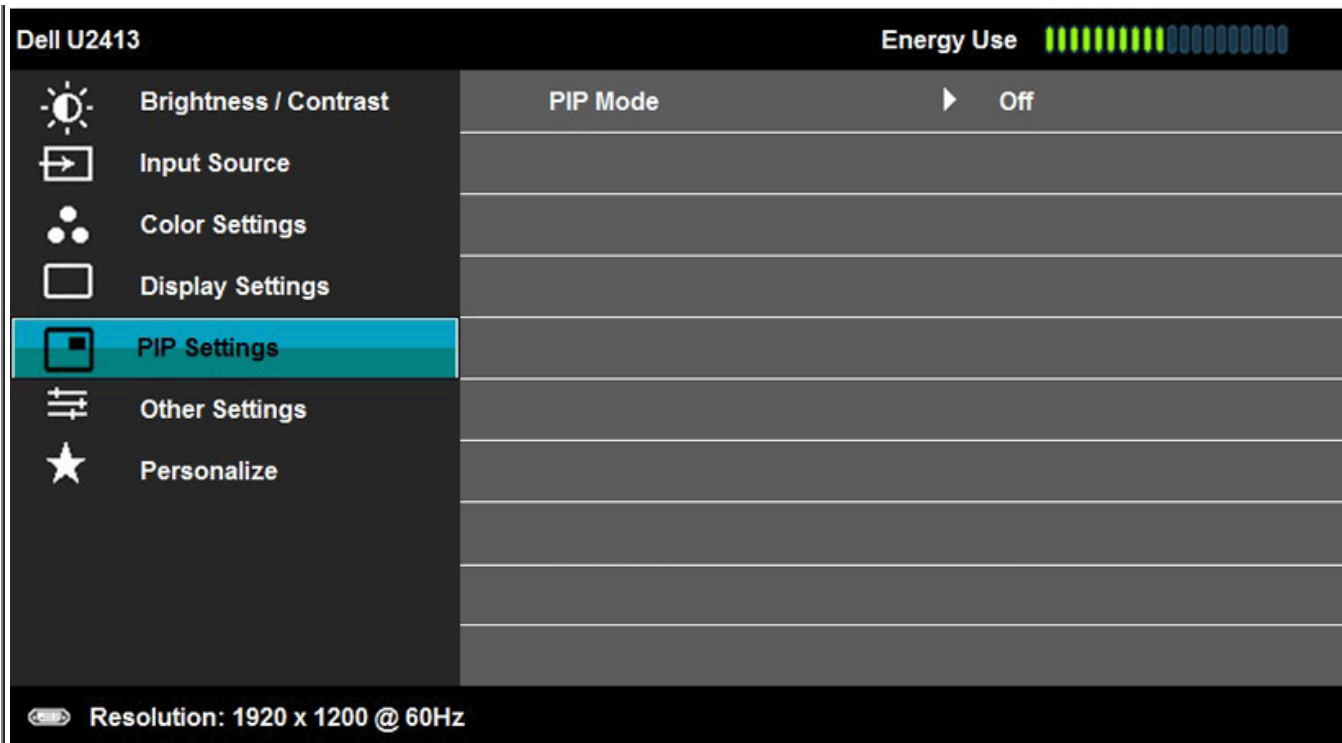 Dell U2413 Energy Use
Brightness / Contrast PIP Mode Off
Input Source
Color Settings
Display Settings
PIP Settings
Other Settings
Personalize
Resolution: 1920 x 1200 @ 60Hz